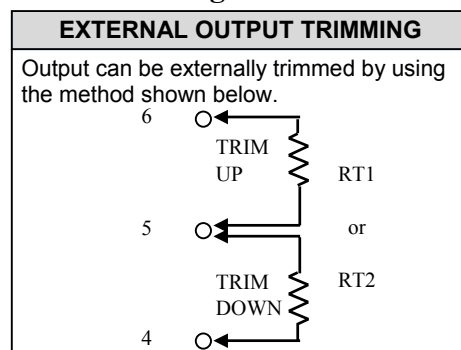 EXTERNAL OUTPUT TRIMMING
Output can be externally trimmed by using
the method shown below.
6
TRIM
UP RT1
5 or
TRIM RT2
DOWN
4